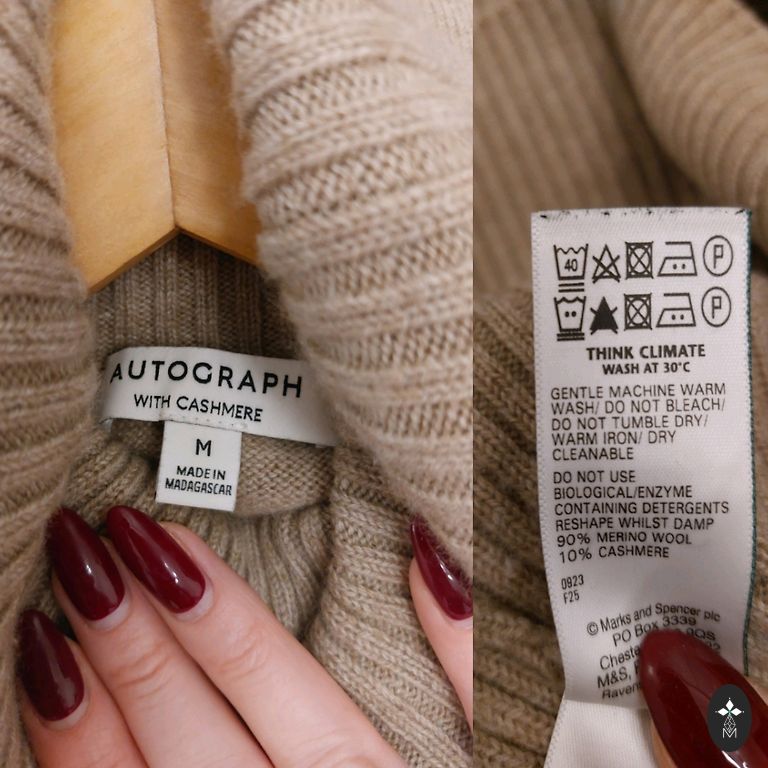 AUTOGRAPH
WITH CASHMERE
M
MADE IN
MADAGASCAR
40
P
P
THINK CLIMATE
WASH AT 30°C
GENTLE MACHINE WARM
WASH/ DO NOT BLEACH/
DO NOT TUMBLE DRY/
WARM IRON/ DRY
CLEANABLE
DO NOT USE
BIOLOGICAL/ENZYME
CONTAINING DETERGENTS
RESHAPE WHILST DAMP
90% MERINO WOOL
10% CASHMERE
0923
F25
© Marks and Spencer plc
PO Box 3339
9QS
M&S,
M